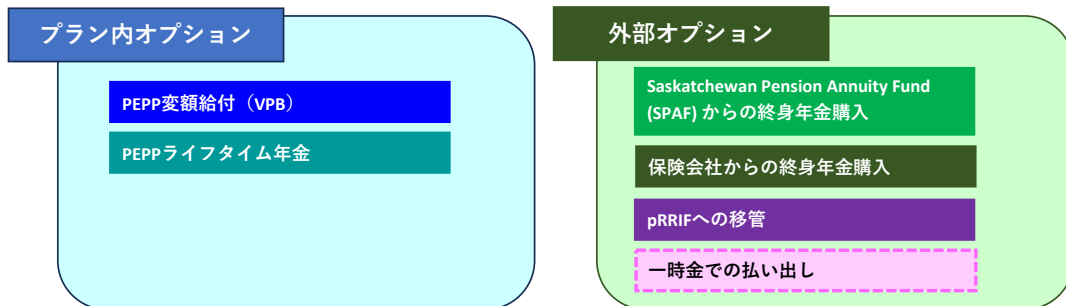 プラン内オプション
PEPP変額給付（VPB）
PEPPライフタイム年金
外部オプション
Saskatchewan Pension Annuity Fund
(SPAF) からの終身年金購入
保険会社からの終身年金購入
pRRIFへの移管
一時金での払い出し